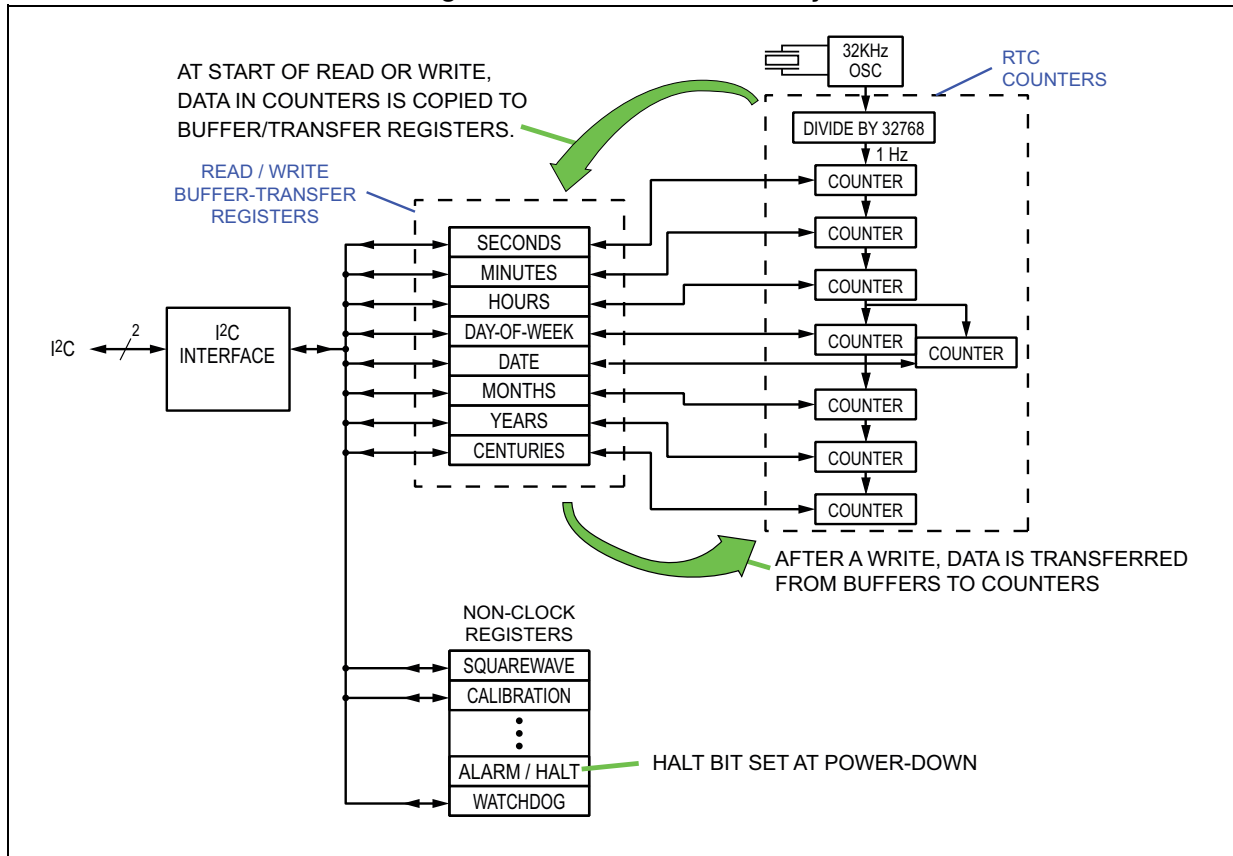 32KHz
OSC
RTC
COUNTERS
AT START OF READ OR WRITE,
DATA IN COUNTERS IS COPIED TO
BUFFER/TRANSFER REGISTERS.
DIVIDE BY 32768
1 Hz
READ / WRITE
BUFFER-TRANSFER
REGISTERS
COUNTER
COUNTER
COUNTER
COUNTER
COUNTER
COUNTER
COUNTER
COUNTER
SECONDS
MINUTES
HOURS
DAY-OF-WEEK
DATE
MONTHS
YEARS
CENTURIES
I²C
2
I²C
INTERFACE
AFTER A WRITE, DATA IS TRANSFERRED
FROM BUFFERS TO COUNTERS
NON-CLOCK
REGISTERS
SQUAREWAVE
CALIBRATION
ALARM / HALT
WATCHDOG
HALT BIT SET AT POWER-DOWN